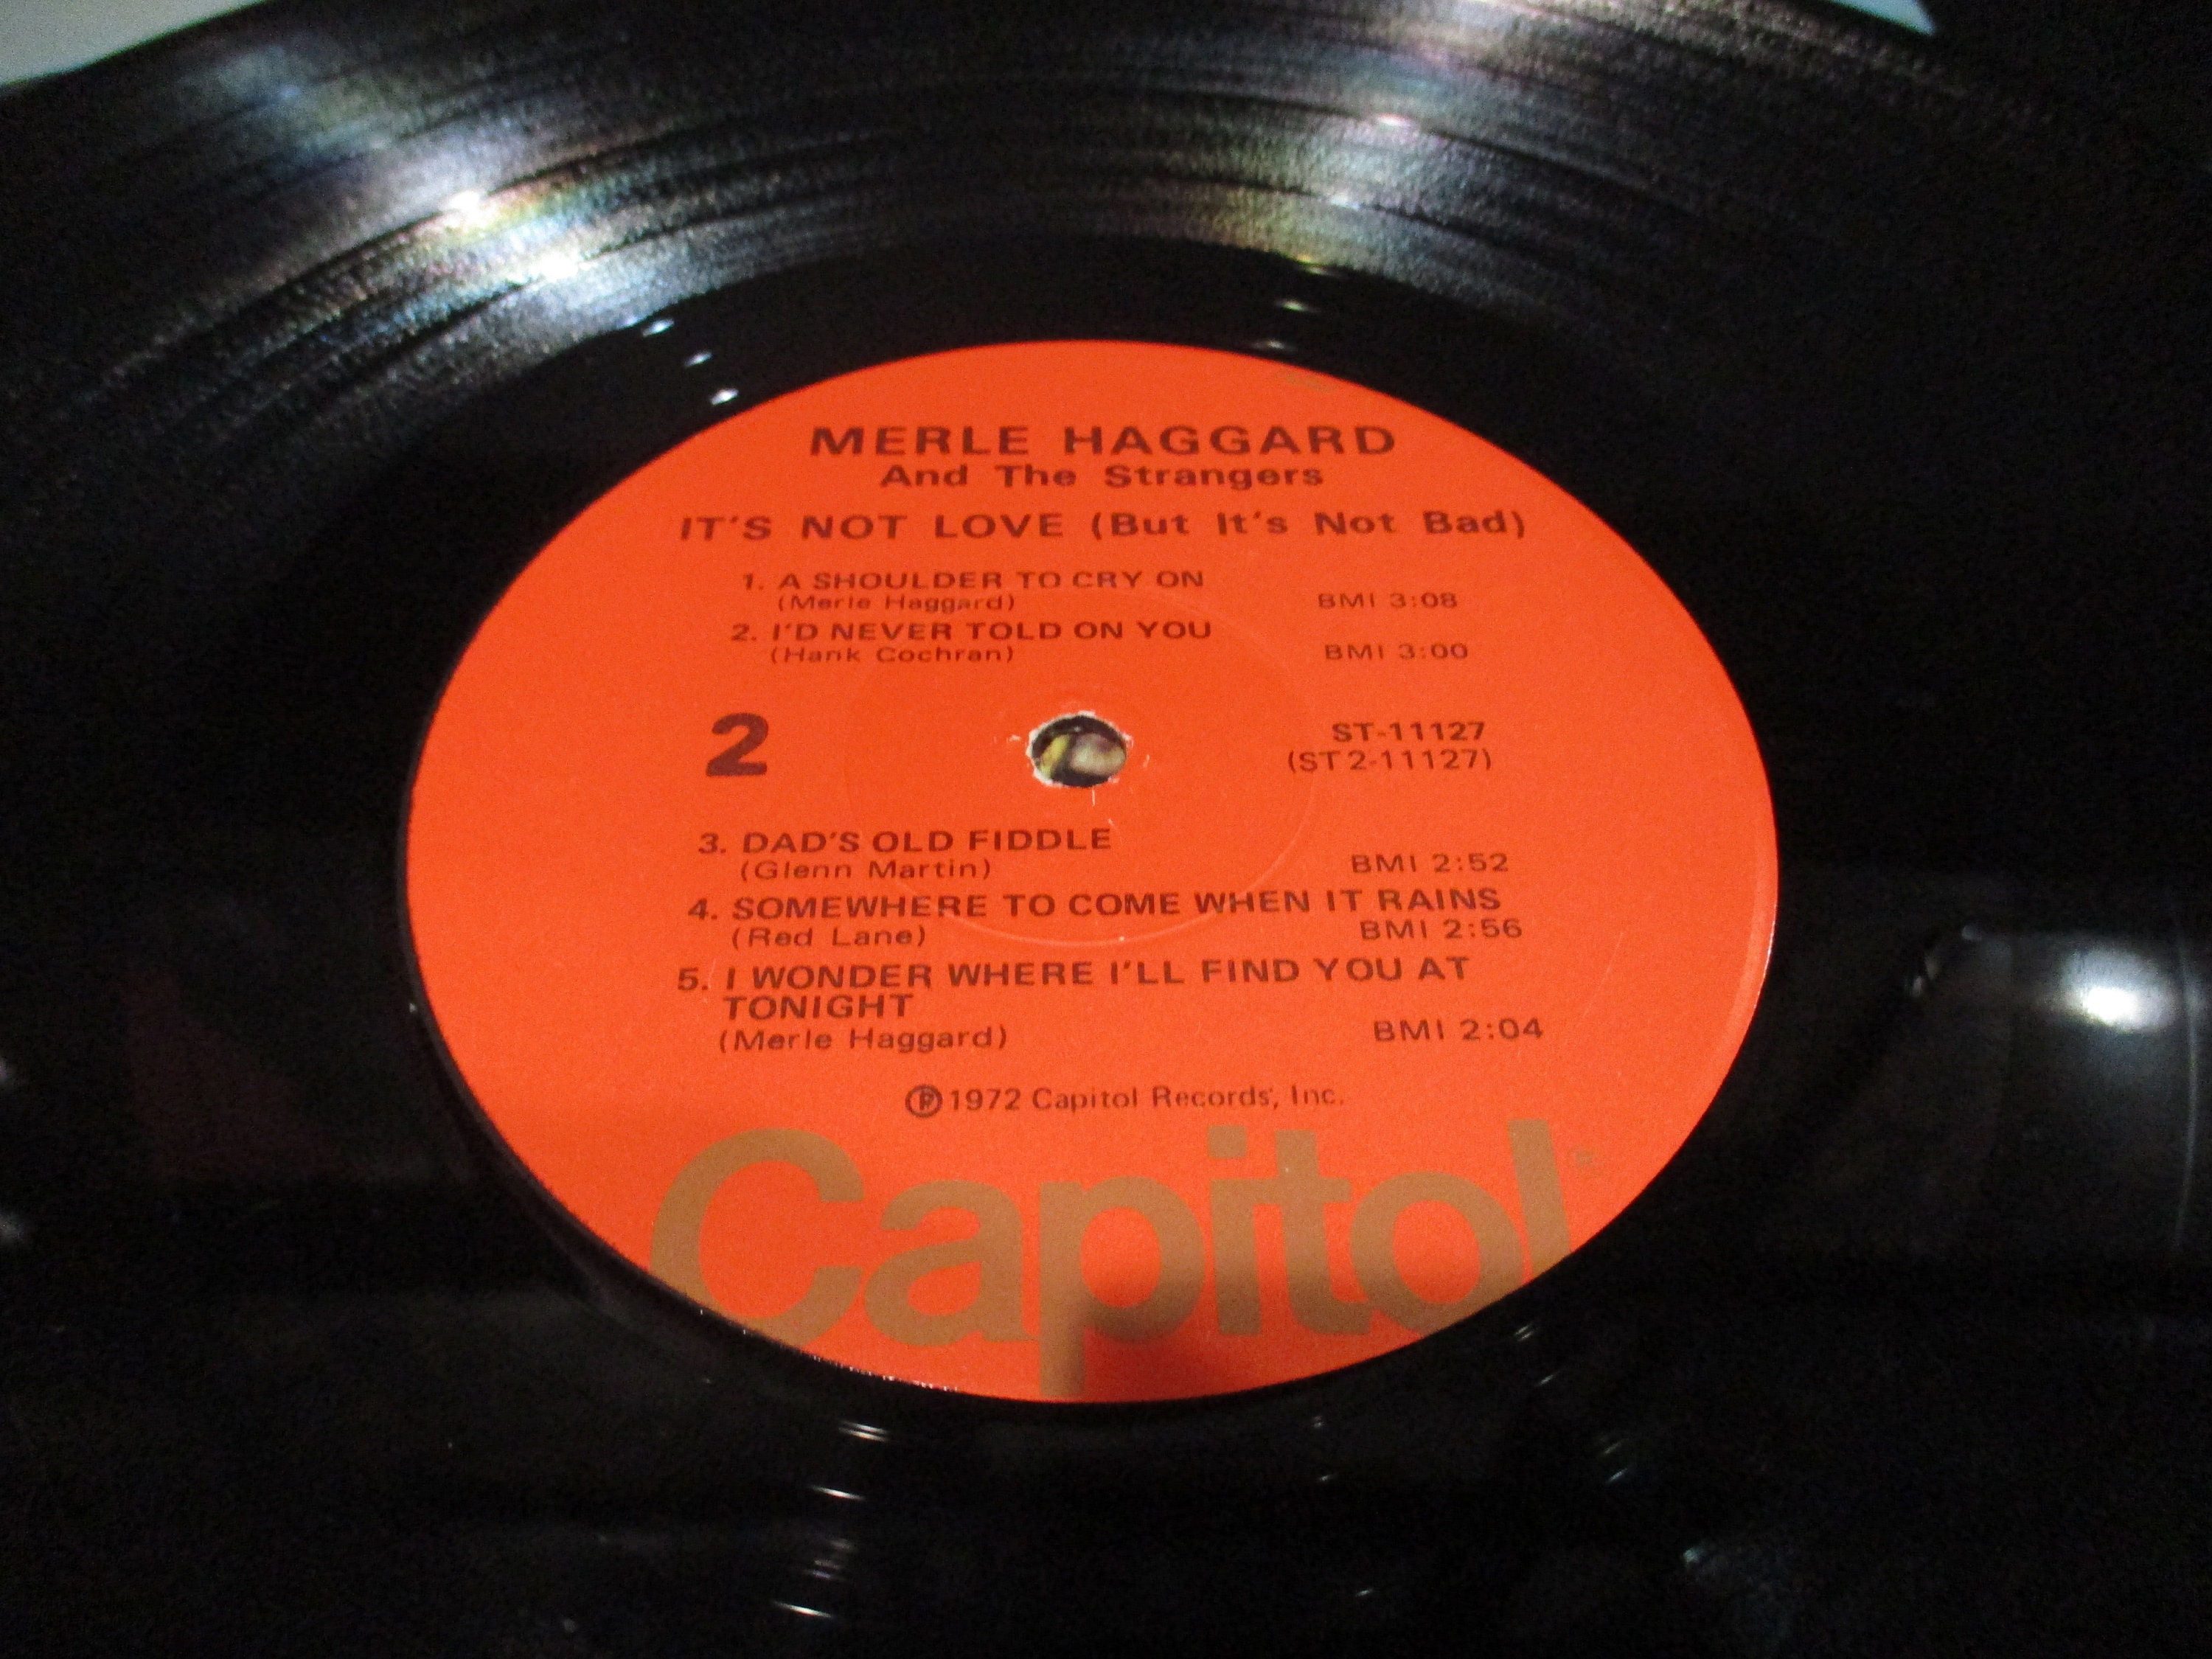 MERLE HAGGARD
And The Strangers
IT'S NOT LOVE (But It's Not Bad)
1. A SHOULDER TO CRY ON
(Merle Haggard) BMI 3:08
2. I'D NEVER TOLD ON YOU
(Hank Cochran) BMI 3:00
2 ST-11127
(ST2-11127)
3. DAD'S OLD FIDDLE
(Glenn Martin) BMI 2:52
4. SOMEWHERE TO COME WHEN IT RAINS
(Red Lane) BMI 2:56
5. I WONDER WHERE I'LL FIND YOU AT
TONIGHT
(Merle Haggard) BMI 2:04
Ⓟ1972 Capitol Records, Inc.
Capitol